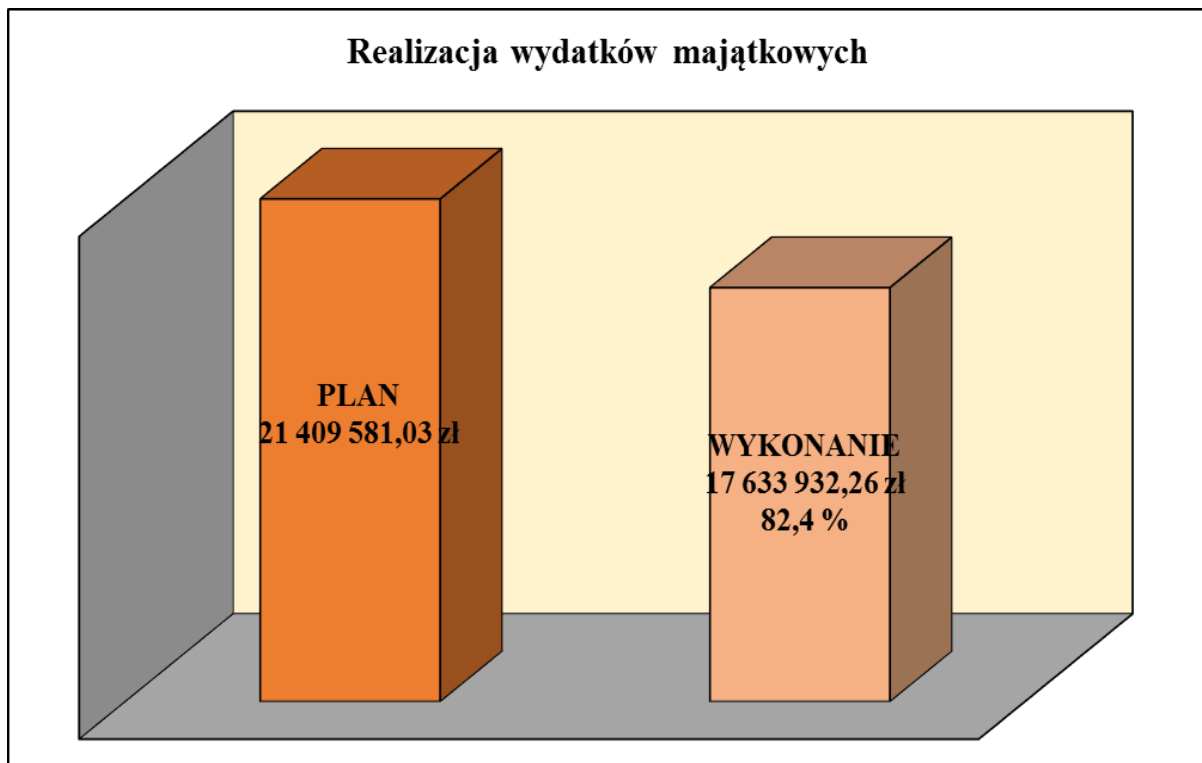 Realizacja wydatków majątkowych
PLAN
21 409 581,03 zł
WYKONANIE
17 633 932,26 zł
82,4 %